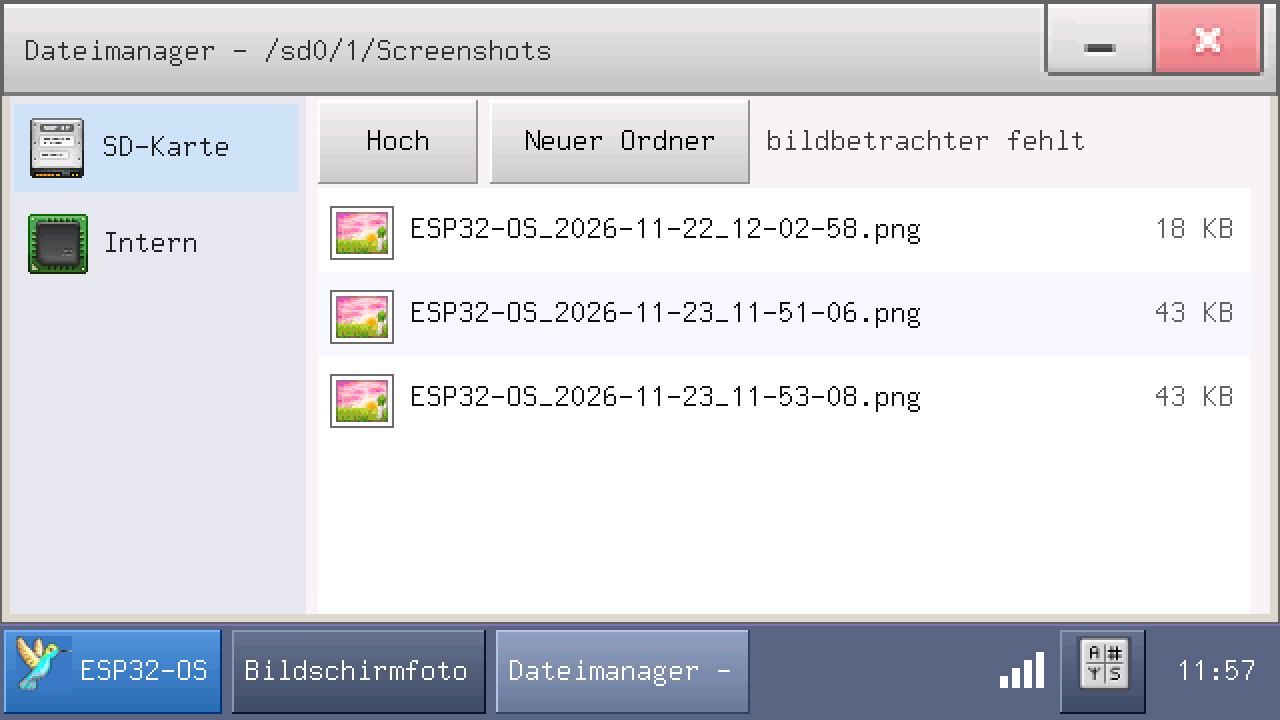 Dateimanager - /sd0/1/Screenshots
SD-Karte
Intern
Hoch
Neuer Ordner
bildbetrachter fehlt
ESP32-OS_2026-11-22_12-02-58.png 18 KB
ESP32-OS_2026-11-23_11-51-06.png 43 KB
ESP32-OS_2026-11-23_11-53-08.png 43 KB
ESP32-OS
Bildschirmfoto
Dateimanager -
A #
Y S
11:57